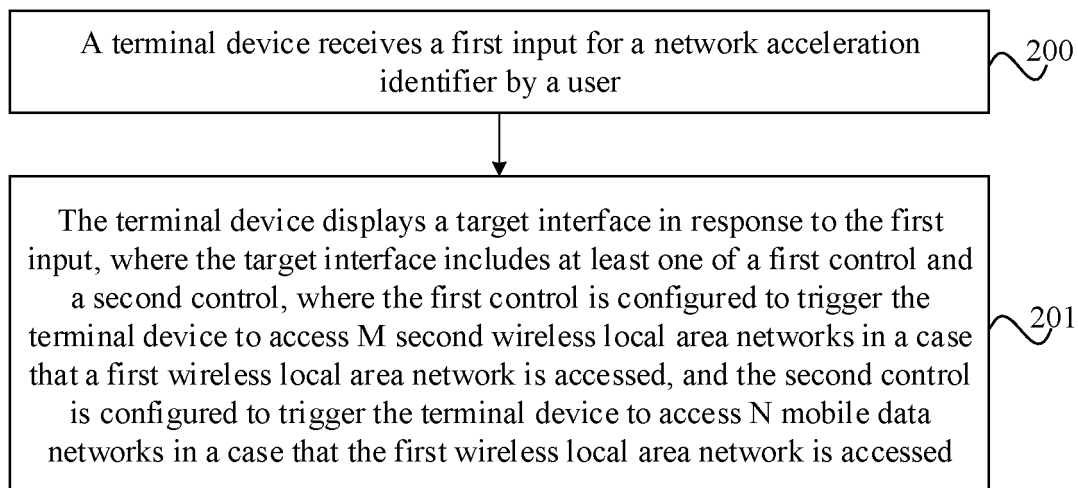 A terminal device receives a first input for a network acceleration
identifier by a user
200
The terminal device displays a target interface in response to the first
input, where the target interface includes at least one of a first control and
a second control, where the first control is configured to trigger the
terminal device to access M second wireless local area networks in a case
that a first wireless local area network is accessed, and the second control
is configured to trigger the terminal device to access N mobile data
networks in a case that the first wireless local area network is accessed
201